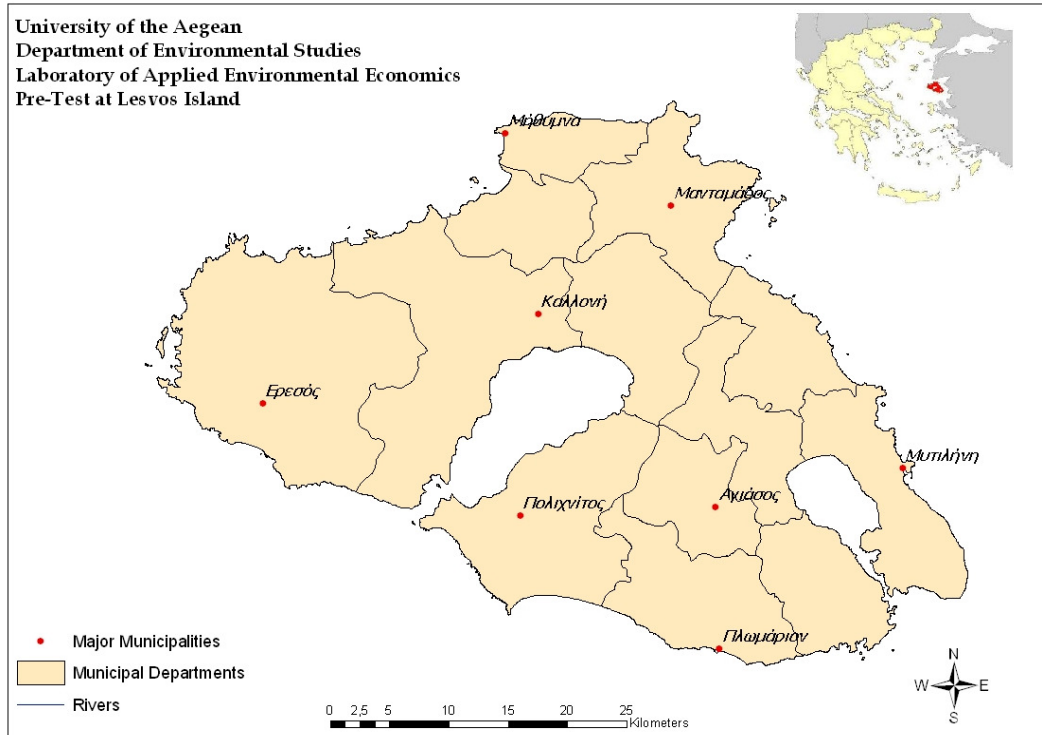 University of the Aegean
Department of Environmental Studies
Laboratory of Applied Environmental Economics
Pre-Test at Lesvos Island
Μήθυμνα
Μανταμάδος
Καλλονή
Ερεσός
Μυτιλήνη
Πολιχνίτος
Αγιάσος
Πλωμάριον
Major Municipalities
Municipal Departments
Rivers
0 2,5 5 10 15 20 25
Kilometers
N
W E
S